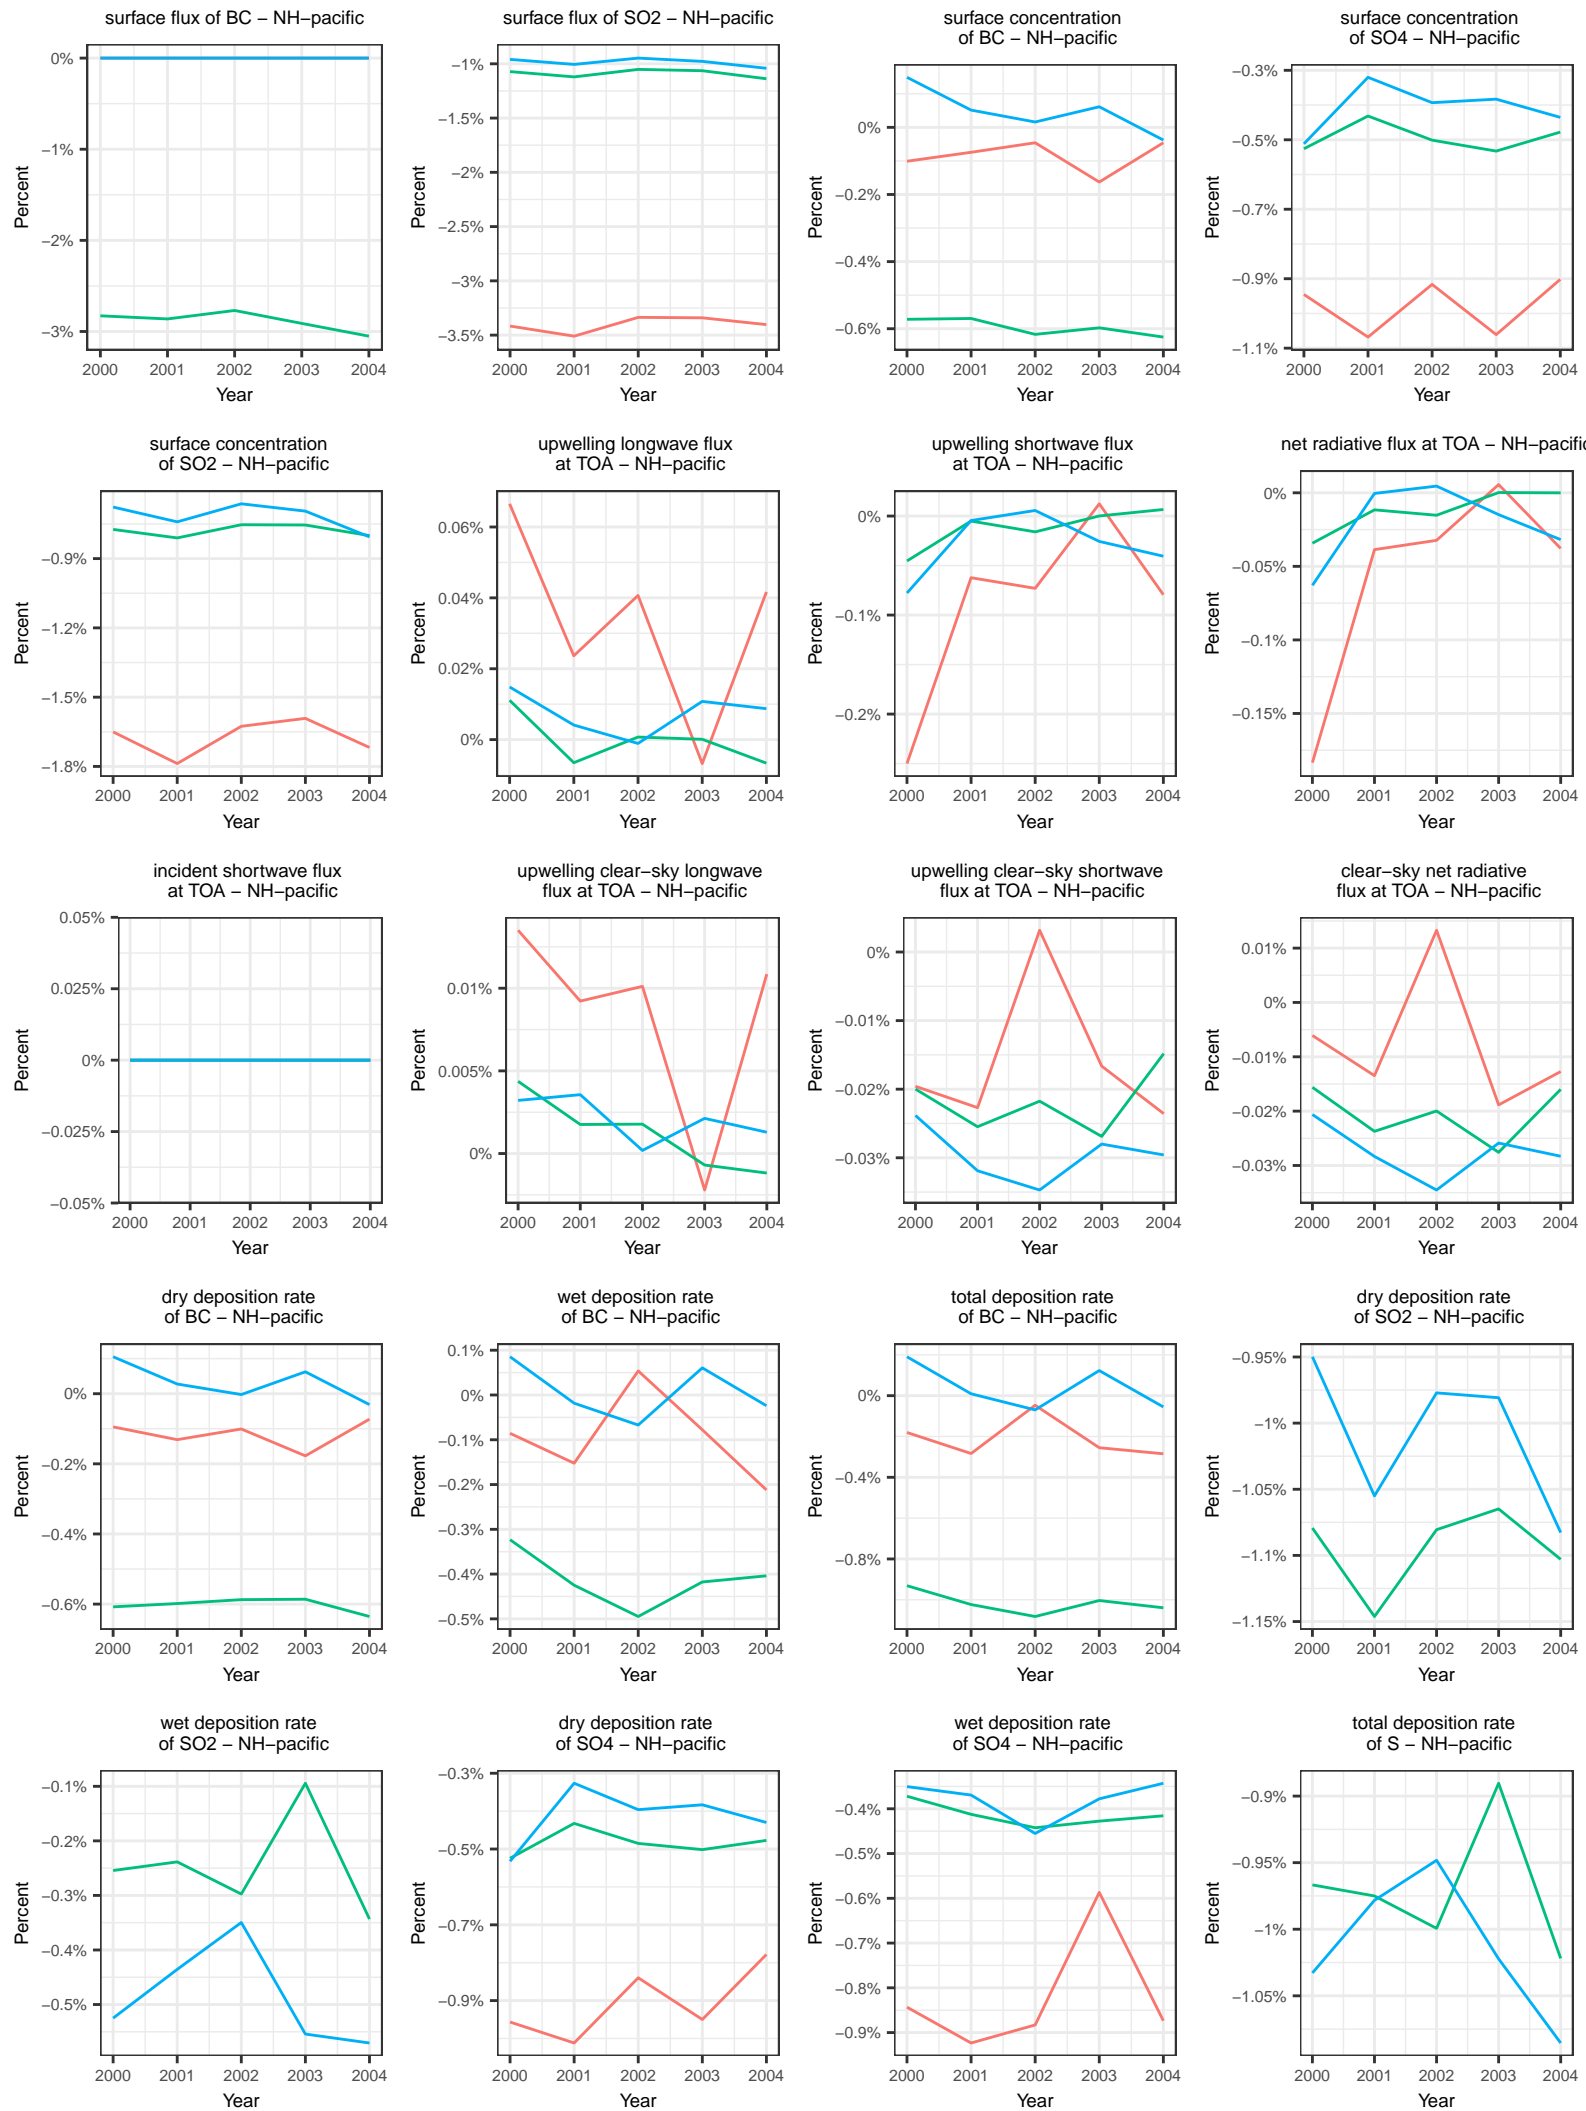 surface flux of BC − NH−pacific
0%
−1%
−2%
−3%
Percent
2000 2001 2002 2003 2004
Year
surface flux of SO2 − NH−pacific
−1%
−1.5%
−2%
−2.5%
−3%
−3.5%
Percent
2000 2001 2002 2003 2004
Year
surface concentration
of BC − NH−pacific
0%
−0.2%
−0.4%
−0.6%
Percent
2000 2001 2002 2003 2004
Year
surface concentration
of SO4 − NH−pacific
−0.3%
−0.5%
−0.7%
−0.9%
−1.1%
Percent
2000 2001 2002 2003 2004
Year
surface concentration
of SO2 − NH−pacific
−0.9%
−1.2%
−1.5%
−1.8%
Percent
2000 2001 2002 2003 2004
Year
upwelling longwave flux
at TOA − NH−pacific
0.06%
0.04%
0.02%
0%
Percent
2000 2001 2002 2003 2004
Year
upwelling shortwave flux
at TOA − NH−pacific
0%
−0.1%
−0.2%
Percent
2000 2001 2002 2003 2004
Year
net radiative flux at TOA − NH−pacific
0%
−0.05%
−0.1%
−0.15%
Percent
2000 2001 2002 2003 2004
Year
incident shortwave flux
at TOA − NH−pacific
0.05%
0.025%
0%
−0.025%
−0.05%
Percent
2000 2001 2002 2003 2004
Year
upwelling clear−sky longwave
flux at TOA − NH−pacific
0.01%
0.005%
0%
Percent
2000 2001 2002 2003 2004
Year
upwelling clear−sky shortwave
flux at TOA − NH−pacific
0%
−0.01%
−0.02%
−0.03%
Percent
2000 2001 2002 2003 2004
Year
clear−sky net radiative
flux at TOA − NH−pacific
0.01%
0%
−0.01%
−0.02%
−0.03%
Percent
2000 2001 2002 2003 2004
Year
dry deposition rate
of BC − NH−pacific
0%
−0.2%
−0.4%
−0.6%
Percent
2000 2001 2002 2003 2004
Year
wet deposition rate
of BC − NH−pacific
0.1%
0%
−0.1%
−0.2%
−0.3%
−0.4%
−0.5%
Percent
2000 2001 2002 2003 2004
Year
total deposition rate
of BC − NH−pacific
0%
−0.4%
−0.8%
Percent
2000 2001 2002 2003 2004
Year
dry deposition rate
of SO2 − NH−pacific
−0.95%
−1%
−1.05%
−1.1%
−1.15%
Percent
2000 2001 2002 2003 2004
Year
wet deposition rate
of SO2 − NH−pacific
−0.1%
−0.2%
−0.3%
−0.4%
−0.5%
Percent
2000 2001 2002 2003 2004
Year
dry deposition rate
of SO4 − NH−pacific
−0.3%
−0.5%
−0.7%
−0.9%
Percent
2000 2001 2002 2003 2004
Year
wet deposition rate
of SO4 − NH−pacific
−0.4%
−0.5%
−0.6%
−0.7%
−0.8%
−0.9%
Percent
2000 2001 2002 2003 2004
Year
total deposition rate
of S − NH−pacific
−0.9%
−0.95%
−1%
−1.05%
Percent
2000 2001 2002 2003 2004
Year